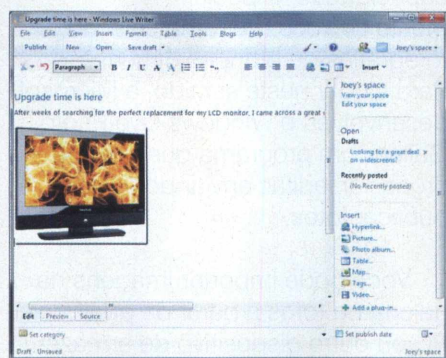 Upgrade time is here - Windows Live Writer
File Edit View Insert Format Table Tools Blogs Help
Publish New Open Save draft Joey's space
Paragraph B I U A A Insert
Upgrade time is here
After weeks of searching for the perfect replacement for my LCD monitor, I came across a great
Joey's space
View your space
Edit your space
Open
Drafts
Looking for a great deal
on widescreens?
Recently posted
(No Recently posted)
Insert
Hyperlink...
Picture...
Photo album...
Table...
Map...
Tags...
Video...
Add a plug-in...
Edit Preview Source
Set category Set publish date
Draft - Unsaved Joey's space